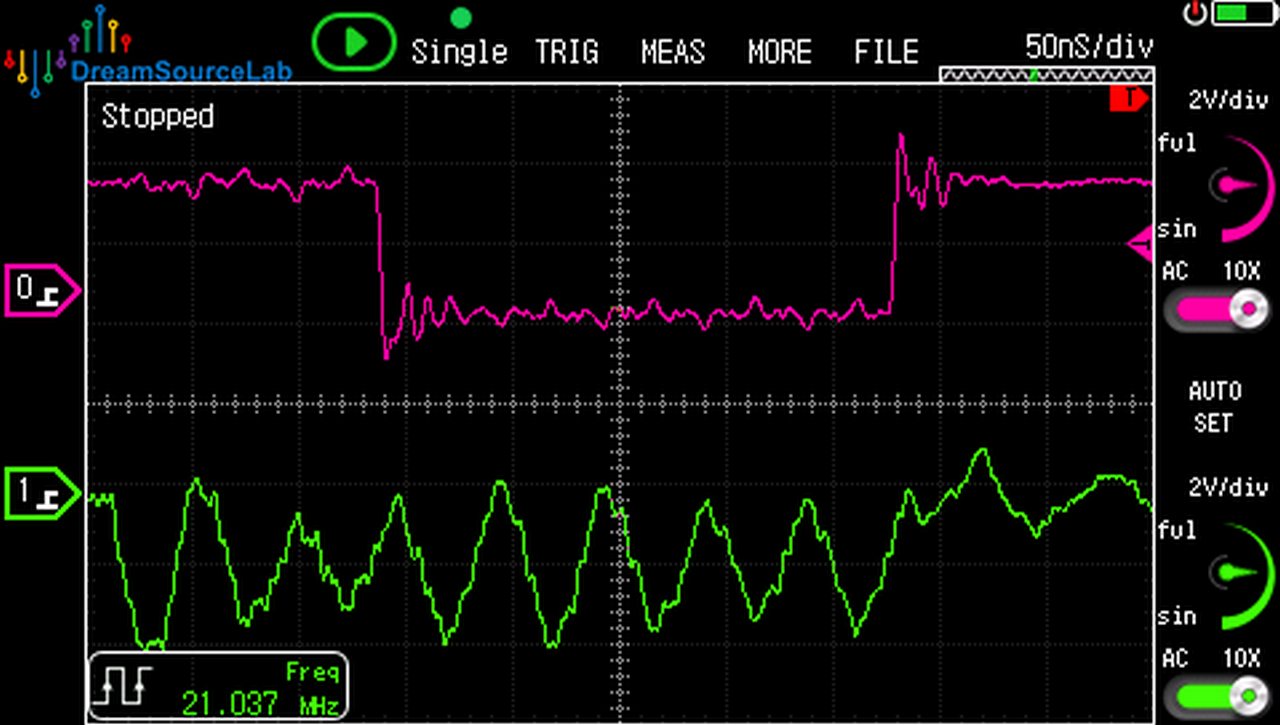 DreamSourceLab
Single TRIG MEAS MORE FILE 50nS/div
Stopped
T
2V/div
ful
sin
AC 10X
0
AUTO
SET
1
2V/div
ful
sin
AC 10X
Freq
21.037 MHz